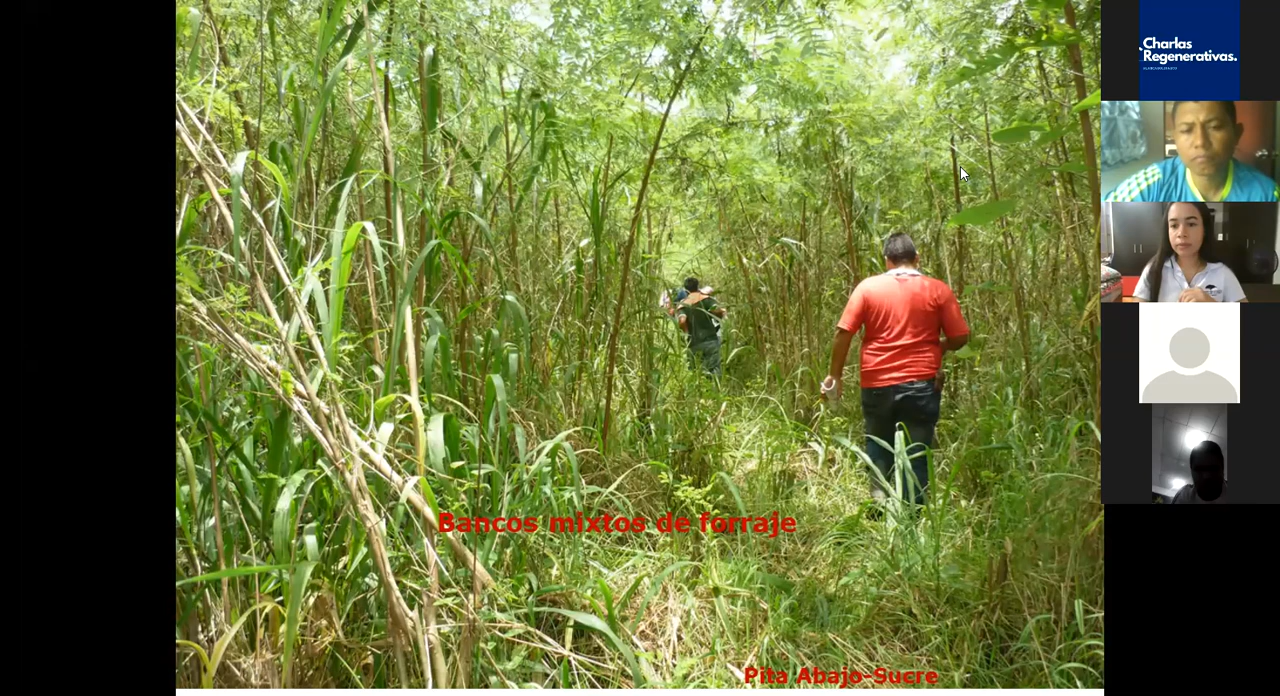 Charlas
Regenerativas.
Bancos mixtos de forraje
Pita Abajo-Sucre